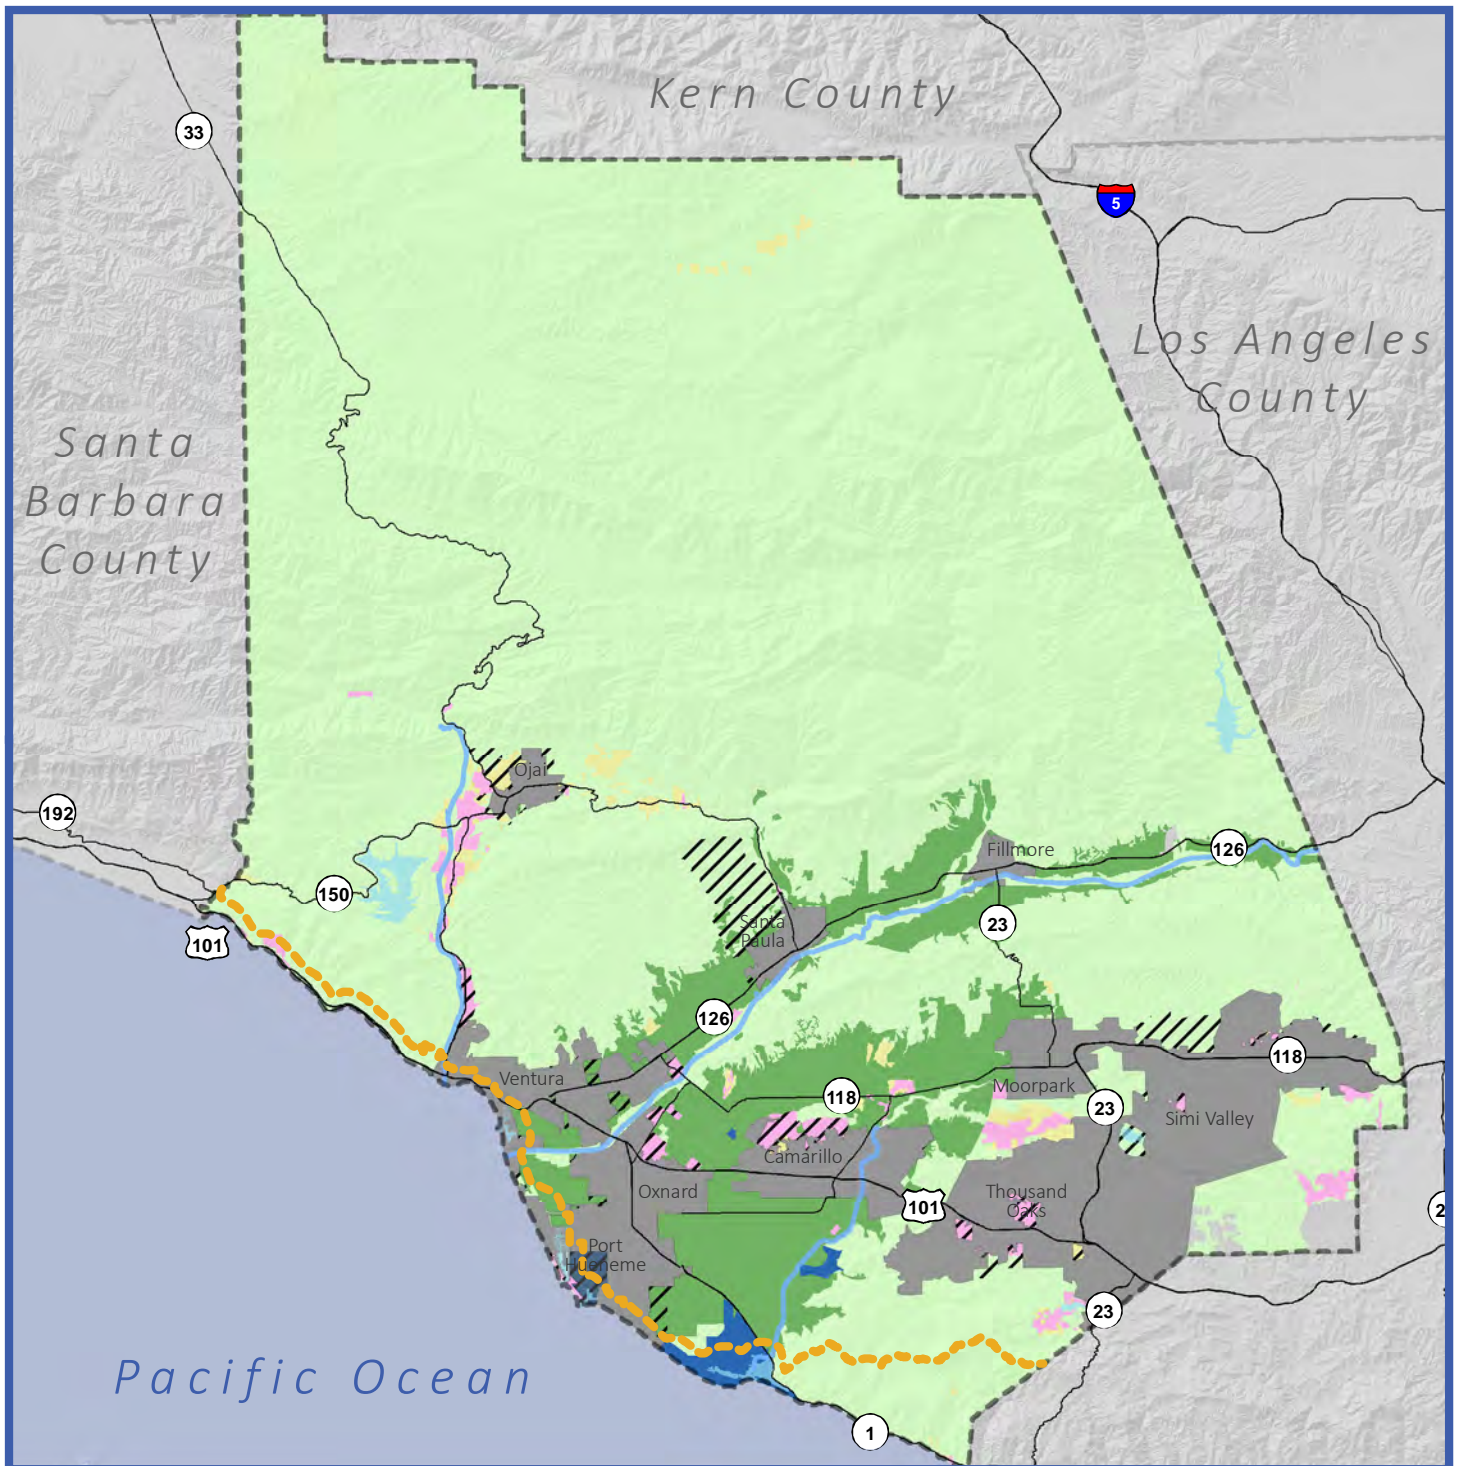 Kern County
33
5
Los Angeles
County
Santa
Barbara
County
Ojai
192
Fillmore
126
150
23
Santa
Paula
101
126
118
Ventura
Moorpark
118
23
Simi Valley
Camarillo
Oxnard
Thousand
Oaks
101
2
Port
Hueneme
23
Pacific Ocean
1